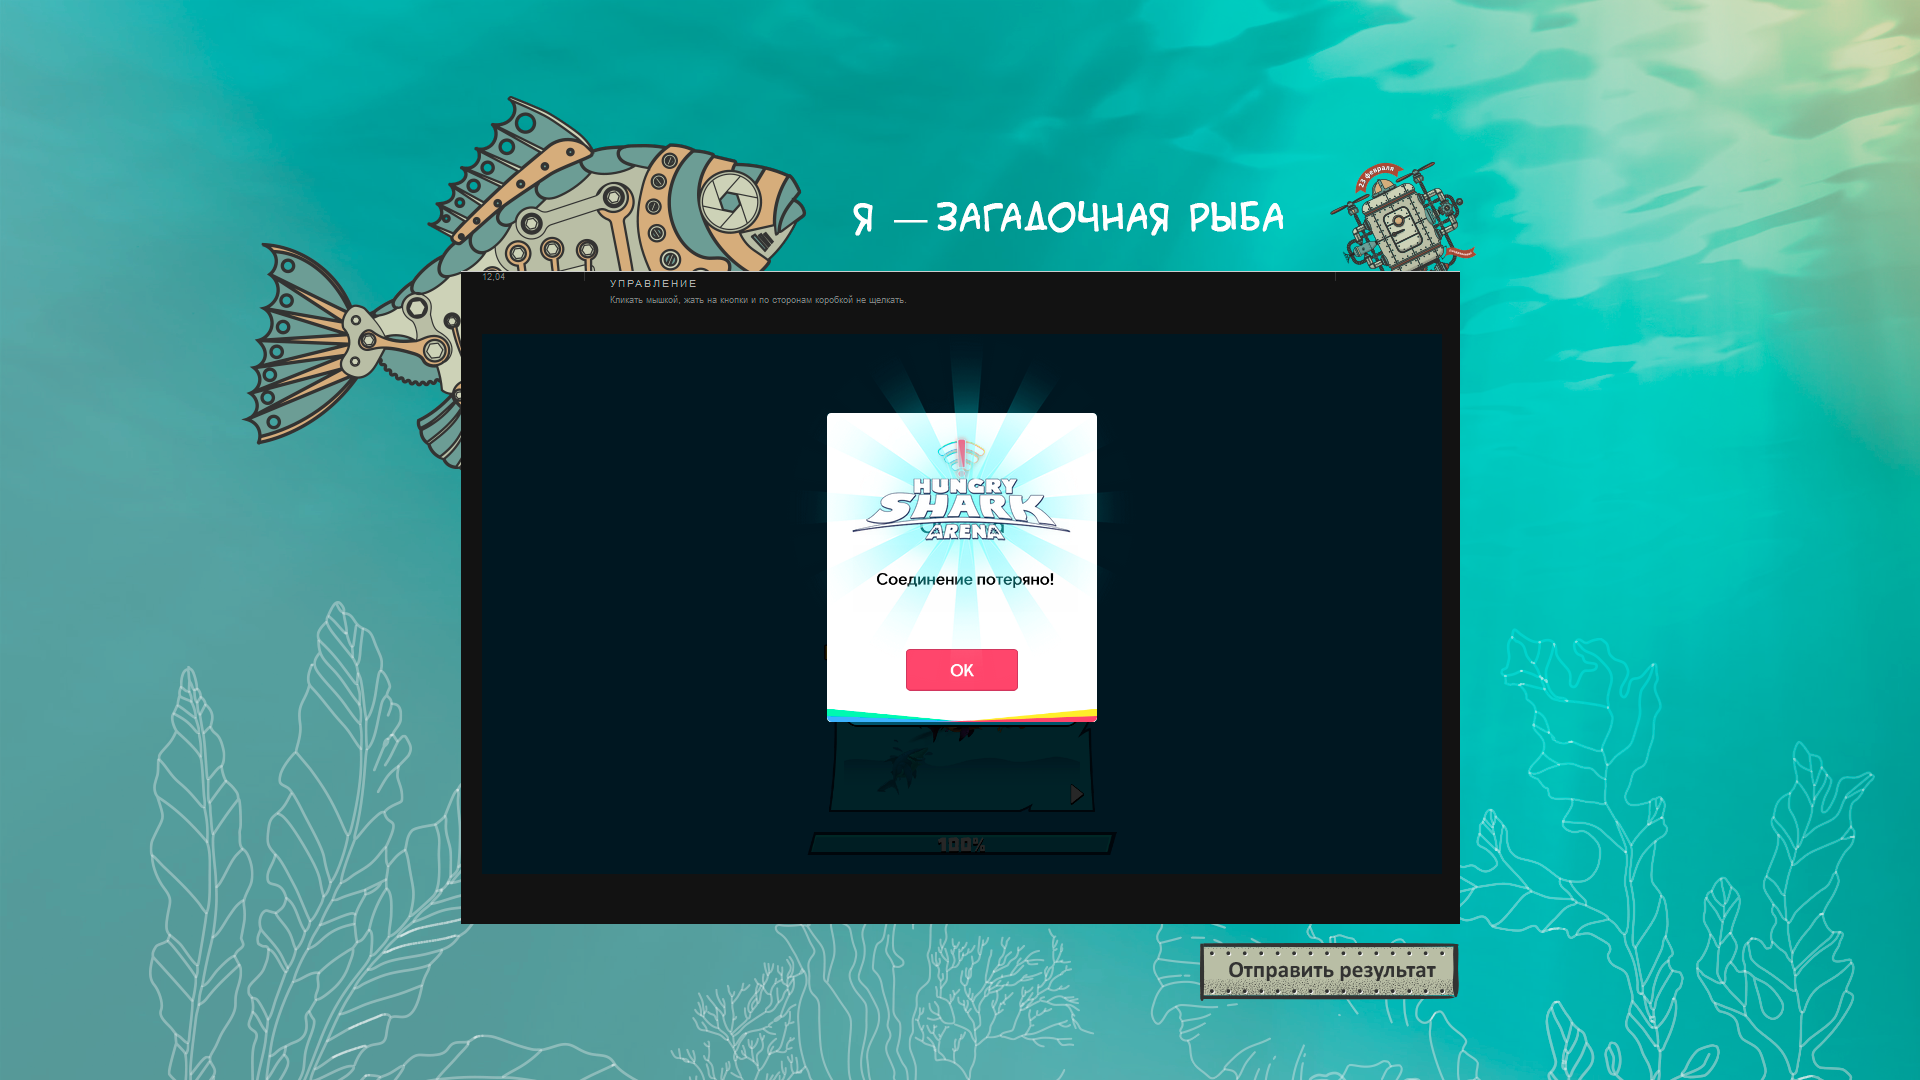 23 февраля
Я — ЗАГАДОЧНАЯ РЫБА
12,04
УПРАВЛЕНИЕ
Кликать мышкой, жать на кнопки и по сторонам коробкой не щелкать.
HUNGRY
SHARK
ARENA
Соединение потеряно!
OK
100%
Отправить результат